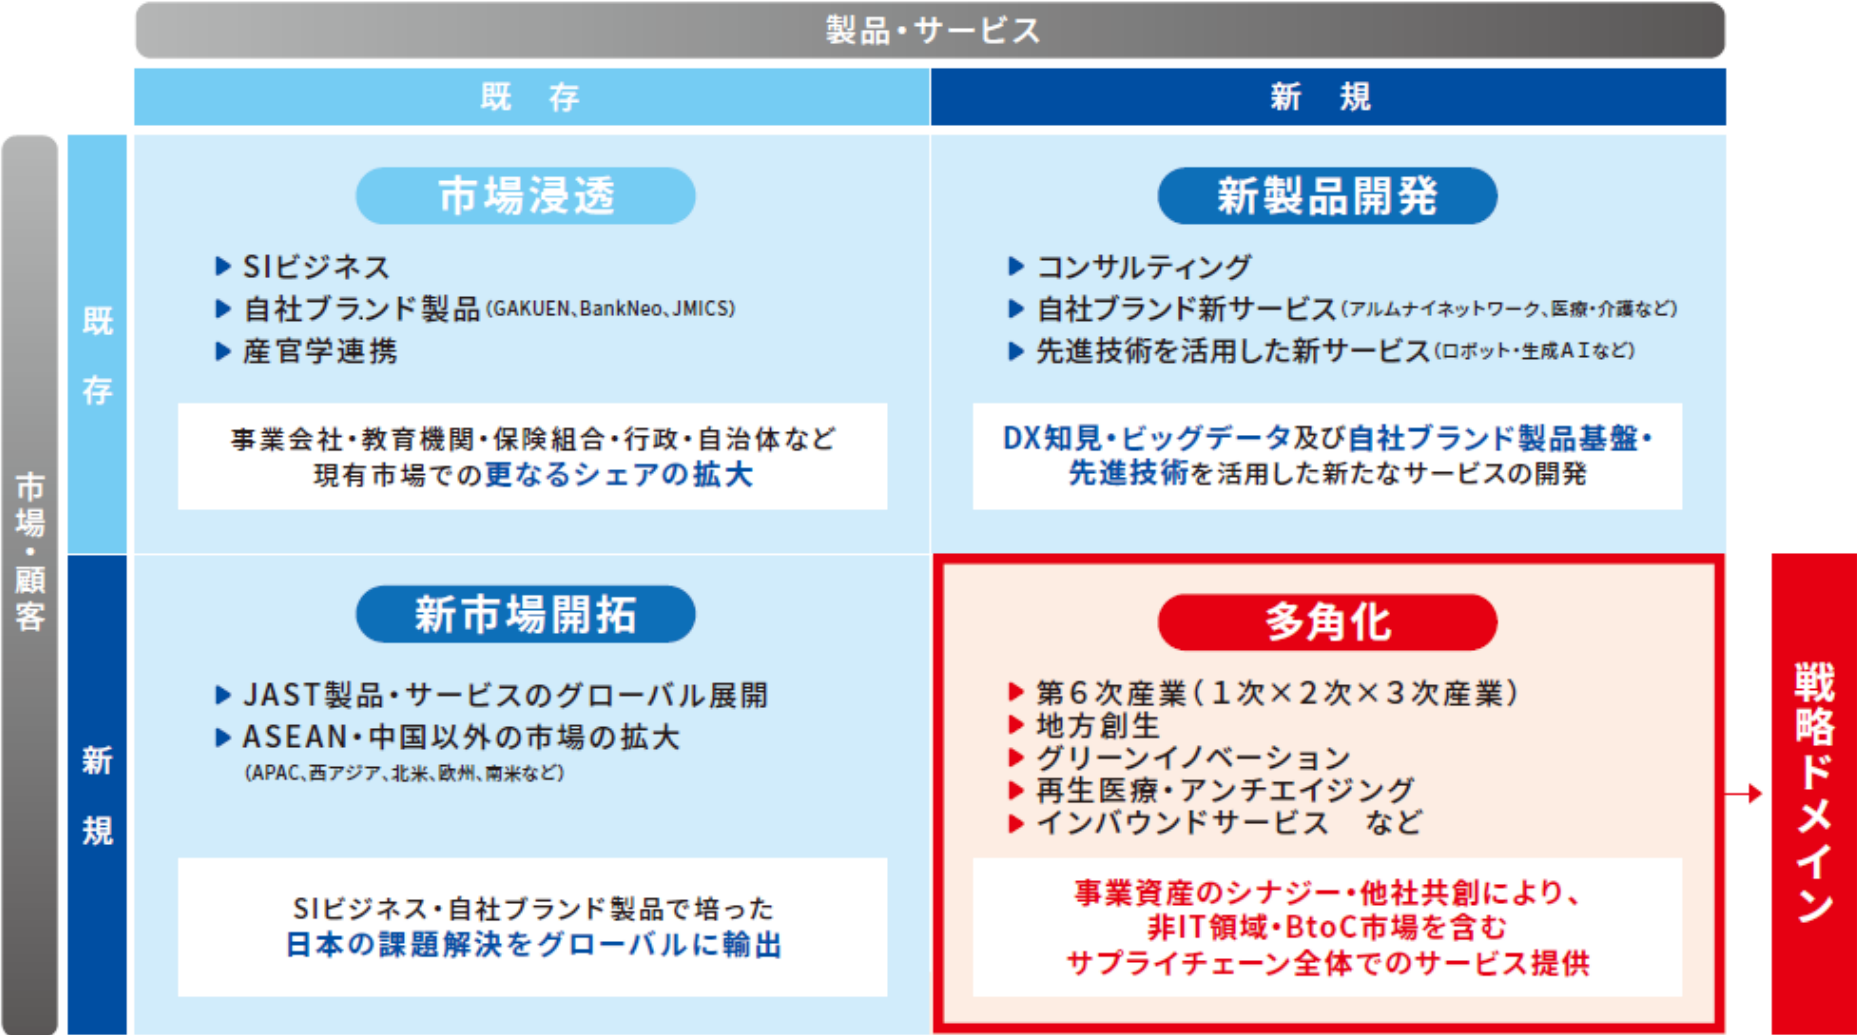 製品・サービス
既 存
新 規
市場・顧客
既 存
市場浸透
SIビジネス
自社ブランド製品(GAKUEN、BankNeo、JMICS)
産官学連携
事業会社・教育機関・保険組合・行政・自治体など
現有市場での更なるシェアの拡大
新製品開発
コンサルティング
自社ブランド新サービス(アルムナイネットワーク、医療・介護など)
先進技術を活用した新サービス(ロボット・生成AIなど)
DX知見・ビッグデータ及び自社ブランド製品基盤・
先進技術を活用した新たなサービスの開発
新 規
新市場開拓
JAST製品・サービスのグローバル展開
ASEAN・中国以外の市場の拡大
(APAC、西アジア、北米、欧州、南米など)
SIビジネス・自社ブランド製品で培った
日本の課題解決をグローバルに輸出
多角化
第6次産業(1次×2次×3次産業)
地方創生
グリーンイノベーション
再生医療・アンチエイジング
インバウンドサービス など
事業資産のシナジー・他社共創により、
非IT領域・BtoC市場を含む
サプライチェーン全体でのサービス提供
戦略ドメイン